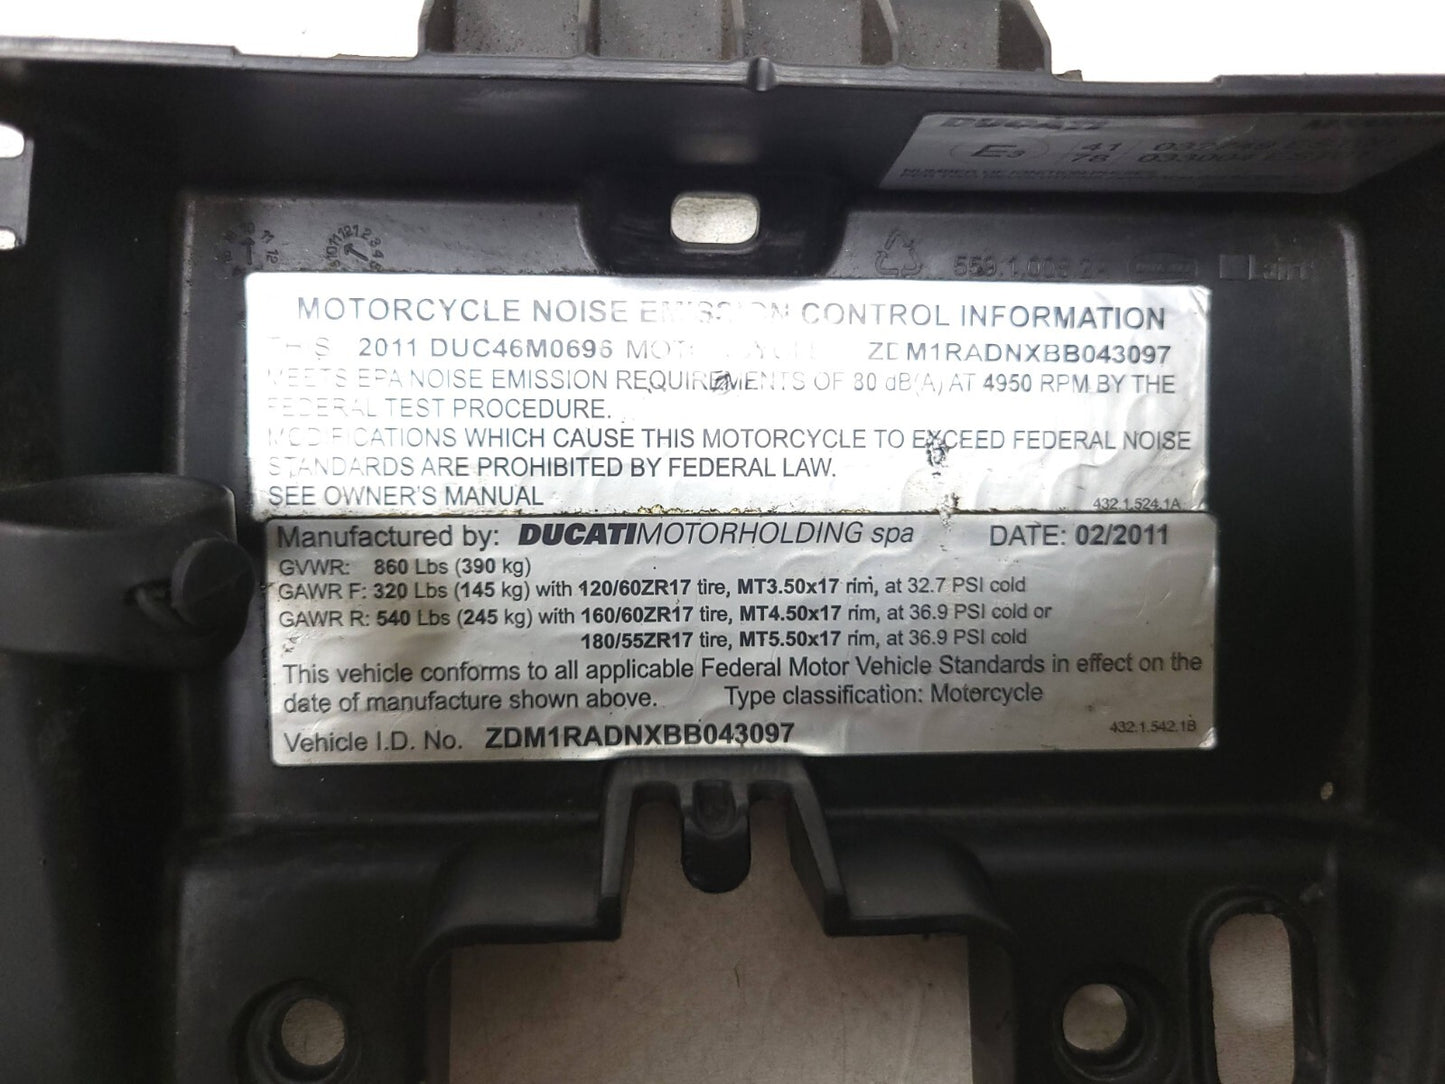 DUCATI
E3 41
78
559.1.006.2A
MOTORCYCLE NOISE EMISSION CONTROL INFORMATION
THIS 2011 DUC46M0696 MOTORCYCLE ZDM1RADNXBB043097
MEETS EPA NOISE EMISSION REQUIREMENTS OF 80 dB(A) AT 4950 RPM BY THE
FEDERAL TEST PROCEDURE.
MODIFICATIONS WHICH CAUSE THIS MOTORCYCLE TO EXCEED FEDERAL NOISE
STANDARDS ARE PROHIBITED BY FEDERAL LAW.
SEE OWNER'S MANUAL 432.1.524.1A
Manufactured by: DUCATIMOTORHOLDING spa DATE: 02/2011
GVWR: 860 Lbs (390 kg)
GAWR F: 320 Lbs (145 kg) with 120/60ZR17 tire, MT3.50x17 rim, at 32.7 PSI cold
GAWR R: 540 Lbs (245 kg) with 160/60ZR17 tire, MT4.50x17 rim, at 36.9 PSI cold or
180/55ZR17 tire, MT5.50x17 rim, at 36.9 PSI cold
This vehicle conforms to all applicable Federal Motor Vehicle Standards in effect on the
date of manufacture shown above. Type classification: Motorcycle
Vehicle I.D. No. ZDM1RADNXBB043097 432.1.542.1B